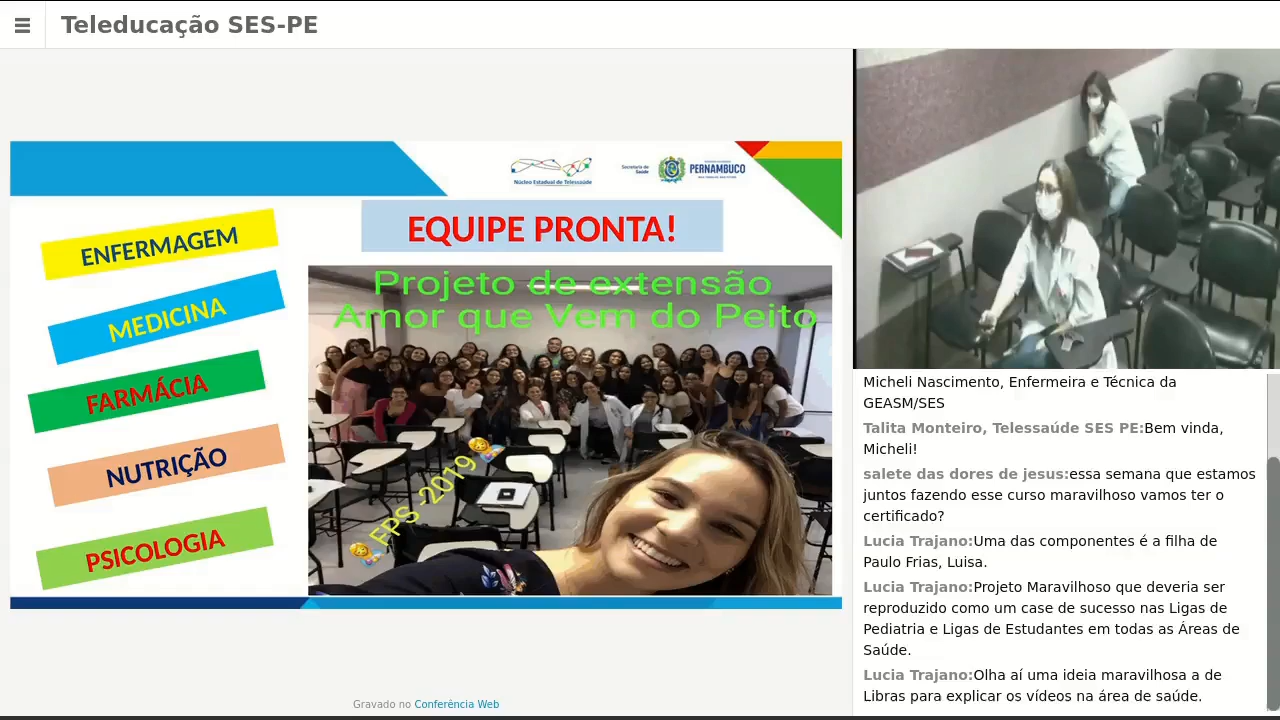 Teleducação SES-PE
Núcleo Estadual de Telessaúde
Secretaria de
Saúde
PERNAMBUCO
EQUIPE PRONTA!
ENFERMAGEM
MEDICINA
FARMÁCIA
NUTRIÇÃO
PSICOLOGIA
Projeto de extensão
Amor que Vem do Peito
FPS -2019
Gravado no Conferência Web
Micheli Nascimento, Enfermeira e Técnica da
GEASM/SES
Talita Monteiro, Telessaúde SES PE:Bem vinda,
Micheli!
salete das dores de jesus:essa semana que estamos
juntos fazendo esse curso maravilhoso vamos ter o
certificado?
Lucia Trajano:Uma das componentes é a filha de
Paulo Frias, Luisa.
Lucia Trajano:Projeto Maravilhoso que deveria ser
reproduzido como um case de sucesso nas Ligas de
Pediatria e Ligas de Estudantes em todas as Áreas de
Saúde.
Lucia Trajano:Olha aí uma ideia maravilhosa a de
Libras para explicar os vídeos na área de saúde.